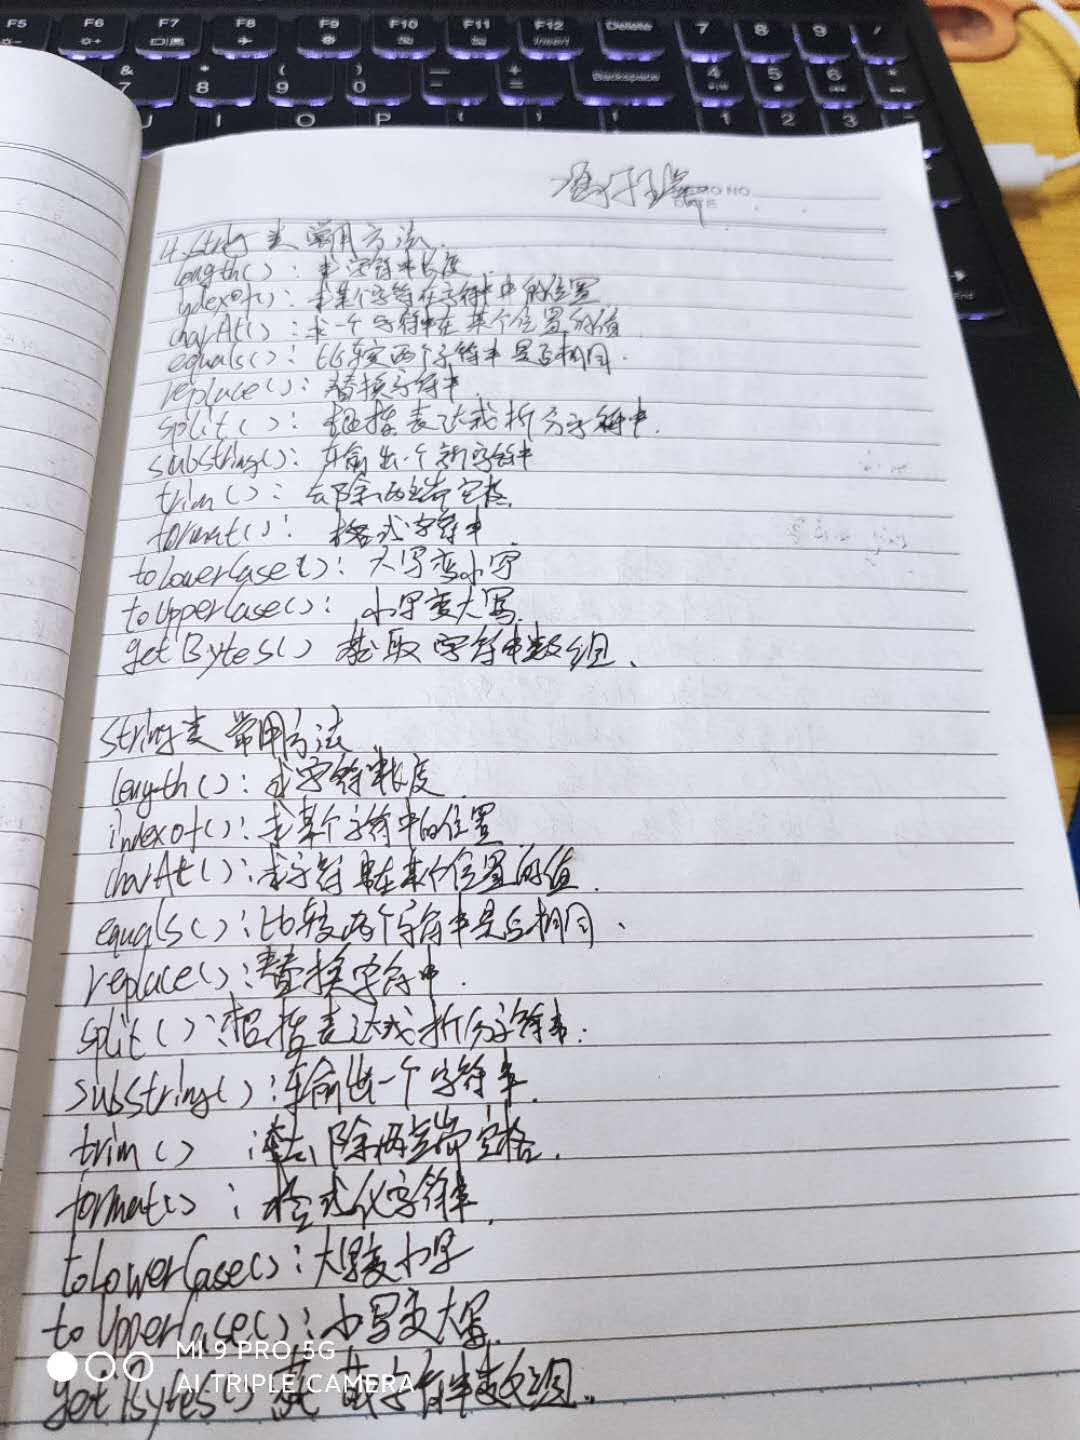 F5 F6 F7 F8 F9 F10 F11 F12 Delete 7 8 9 /
Insert
& 7 * 8 ( 9 ) 0 - + = Backspace 4 5 6
U I O P 1 2 3
End
MEMO NO.
DATE
4. String 类常用方法.
length(): 求字符串长度
indexof(): 求某个字符在字符串中的位置
charAt(): 求一个字符串在某个位置的值
equals(): 比较两个字符串是否相同.
replace(): 替换字符串.
split(): 根据表达式拆分字符串.
substring(): 输出一个新字符串
trim(): 去除两端空格.
format(): 格式字符串.
toLowerCase(): 大写变小写
toUpperCase(): 小写变大写.
getBytes() 截取字符串数组.
String类常用方法
length(): 求字符串长度
indexof(): 求某个字符串中的位置
charAt(): 求字符串在某个位置的值.
equals(): 比较两个字符串是否相同.
replace(): 替换字符串.
split(): 根据表达式拆分字符串.
substring(): 输出一个字符串.
trim() : 去除两端空格.
format() : 格式化字符串.
toLowerCase(): 大写变小写
toUpperCase(): 小写变大写.
getBytes() 截字符串数组..
MI 9 PRO 5G
AI TRIPLE CAMERA